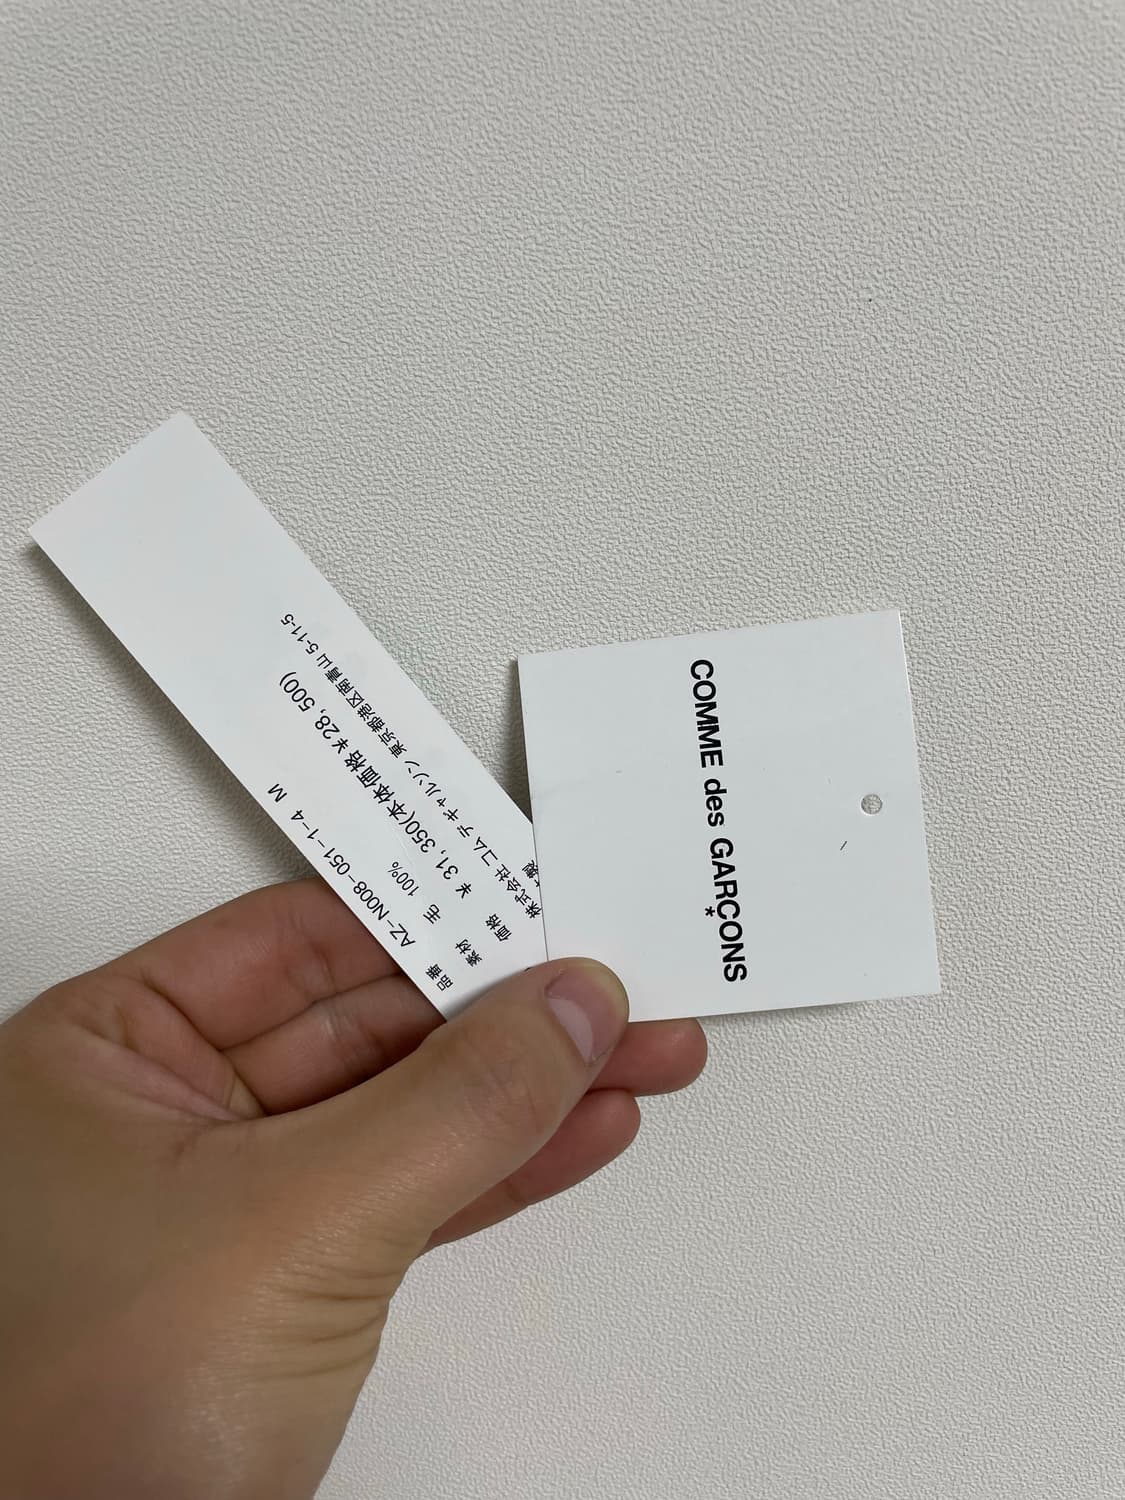 品番 AZ-N008-051-1-4 M
素材 毛 100%
価格 ¥ 31,350(本体価格¥28,500)
株式会社 コムデギャルソン 東京都港区南青山5-11-5
製
COMME des GARÇONS